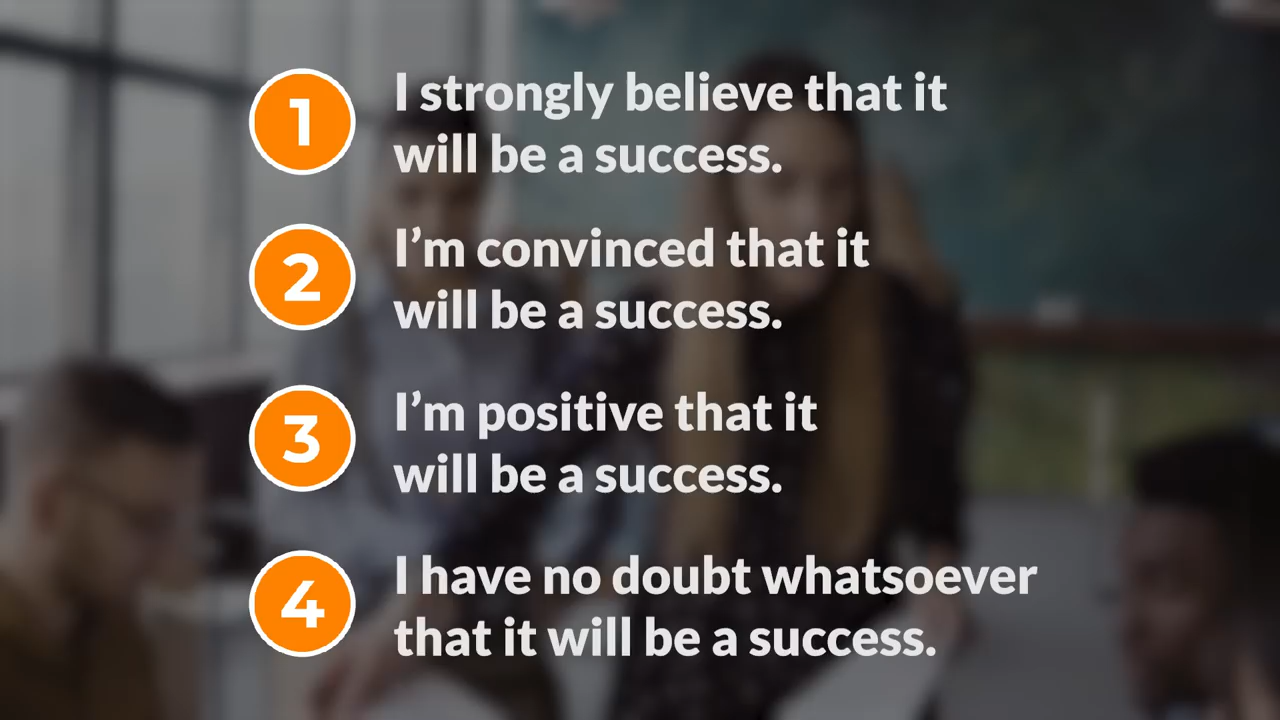 1
I strongly believe that it
will be a success.
2
I’m convinced that it
will be a success.
3
I’m positive that it
will be a success.
4
I have no doubt whatsoever
that it will be a success.